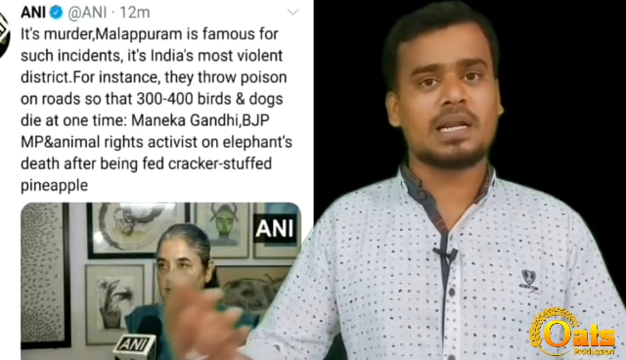 ANI @ANI · 12m
It's murder,Malappuram is famous for
such incidents, it's India's most violent
district.For instance, they throw poison
on roads so that 300-400 birds & dogs
die at one time: Maneka Gandhi,BJP
MP&animal rights activist on elephant's
death after being fed cracker-stuffed
pineapple
ANI
ANI
Oats
Production